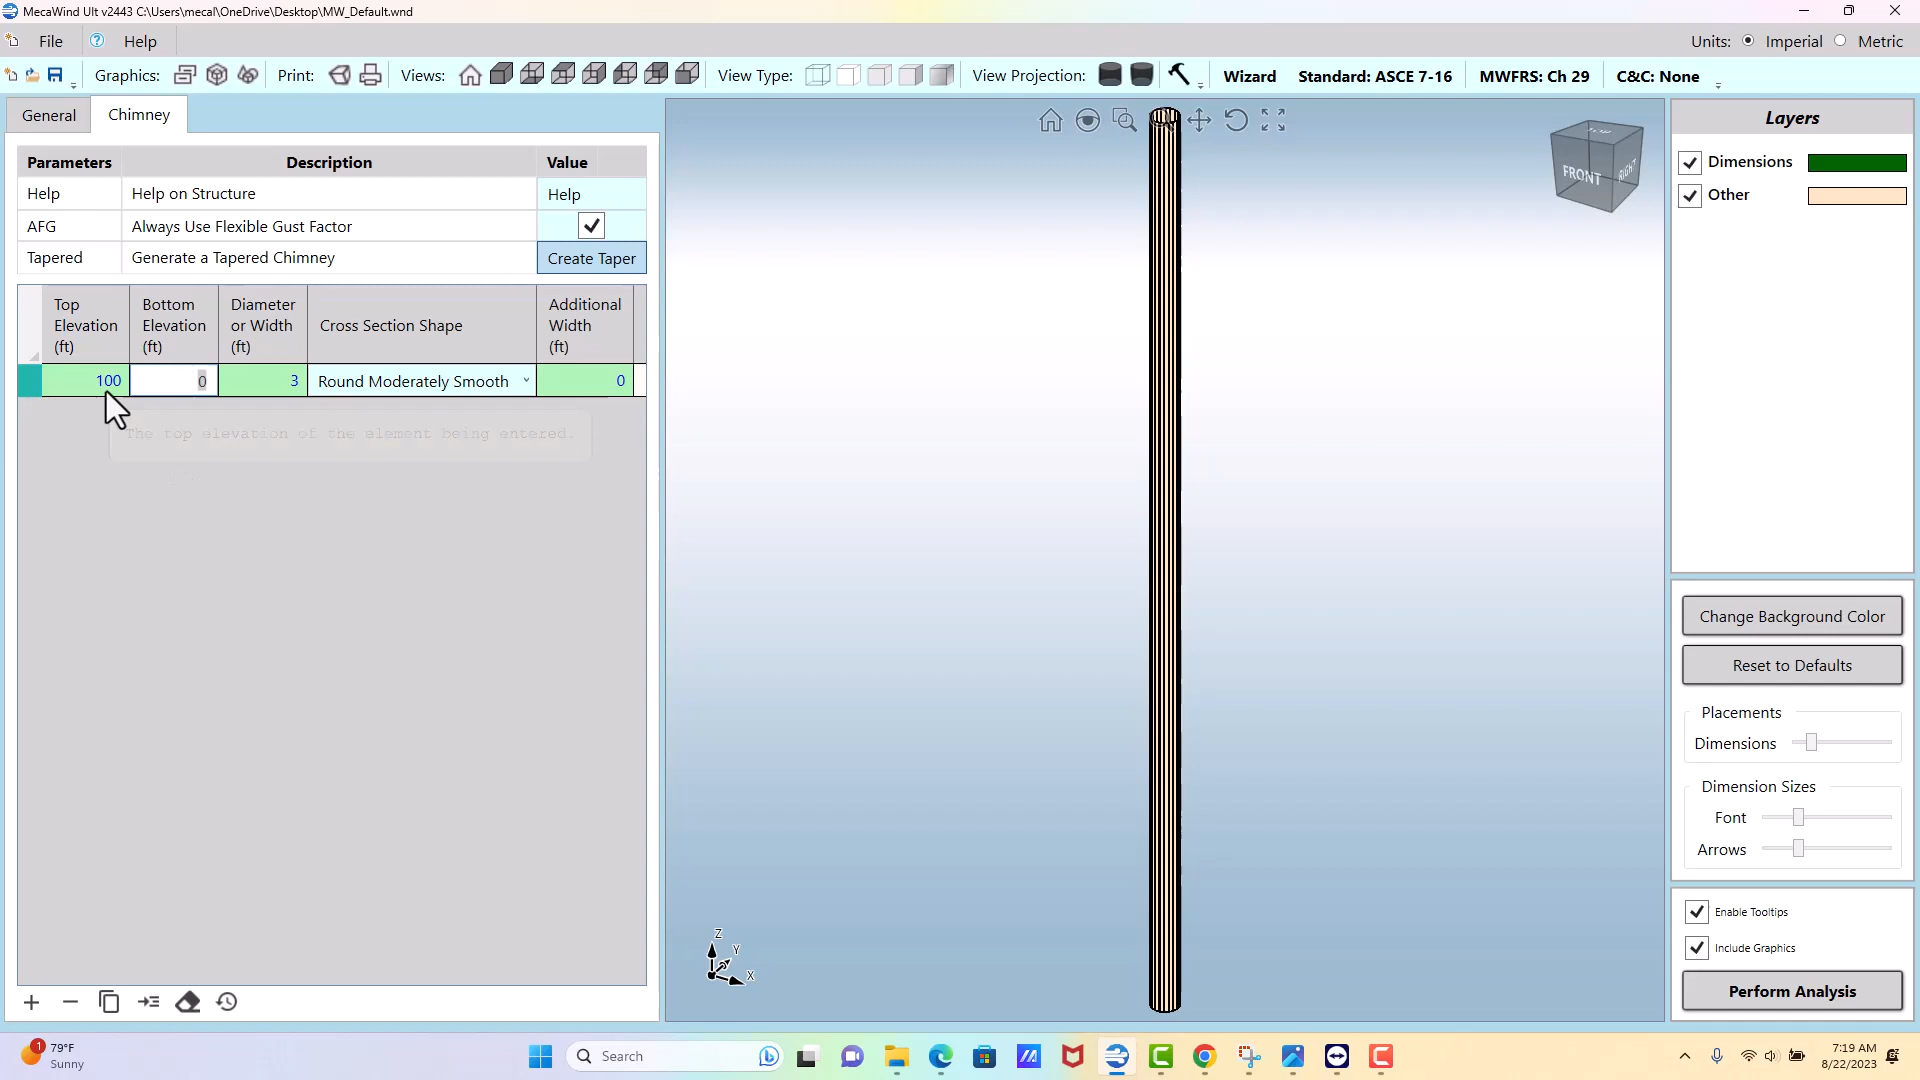 MecaWind Ult v2443 C:\Users\mecal\OneDrive\Desktop\MW_Default.wnd
File Help Units: Imperial Metric
Graphics: Print: Views: View Type: View Projection: Wizard Standard: ASCE 7-16 MWFRS: Ch 29 C&C: None
General Chimney
Parameters Description Value
Help Help on Structure Help
AFG Always Use Flexible Gust Factor
Tapered Generate a Tapered Chimney Create Taper
Top Elevation (ft) Bottom Elevation (ft) Diameter or Width (ft) Cross Section Shape Additional Width (ft)
100 0 3 Round Moderately Smooth 0
The top elevation of the element being entered.
FRONT RIGHT TOP
Z
Y
X
Layers
Dimensions
Other
Change Background Color
Reset to Defaults
Placements
Dimensions
Dimension Sizes
Font
Arrows
Enable Tooltips
Include Graphics
Perform Analysis
1
79°F
Sunny
Search
7:19 AM
8/22/2023